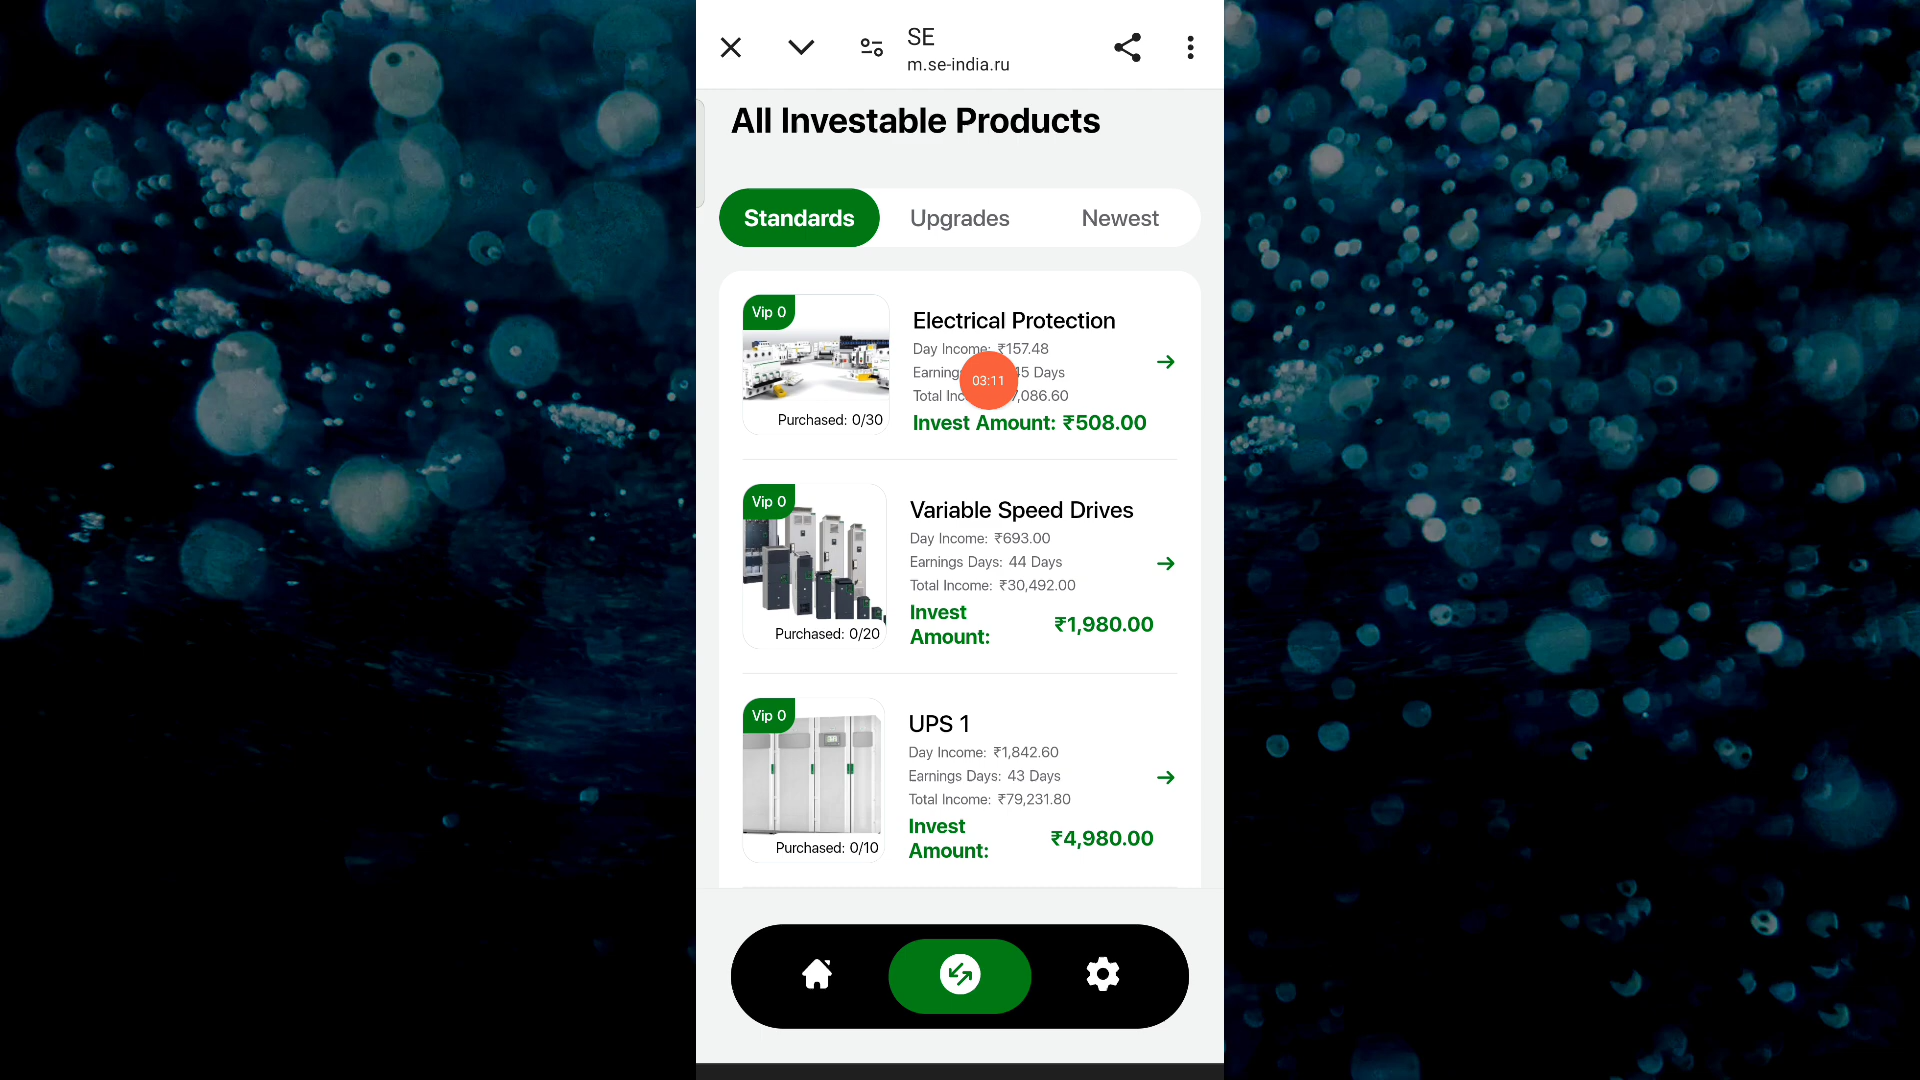 SE
m.se-india.ru
All Investable Products
Standards
Upgrades
Newest
Vip 0
Electrical Protection
Day Income: ₹157.48
Earnings 45 Days
03:11
Total 7,086.60
Purchased: 0/30
Invest Amount: ₹508.00
Vip 0
Variable Speed Drives
Day Income: ₹693.00
Earnings Days: 44 Days
Total Income: ₹30,492.00
Invest
Amount: ₹1,980.00
Purchased: 0/20
Vip 0
UPS 1
Day Income: ₹1,842.60
Earnings Days: 43 Days
Total Income: ₹79,231.80
Invest
Amount: ₹4,980.00
Purchased: 0/10